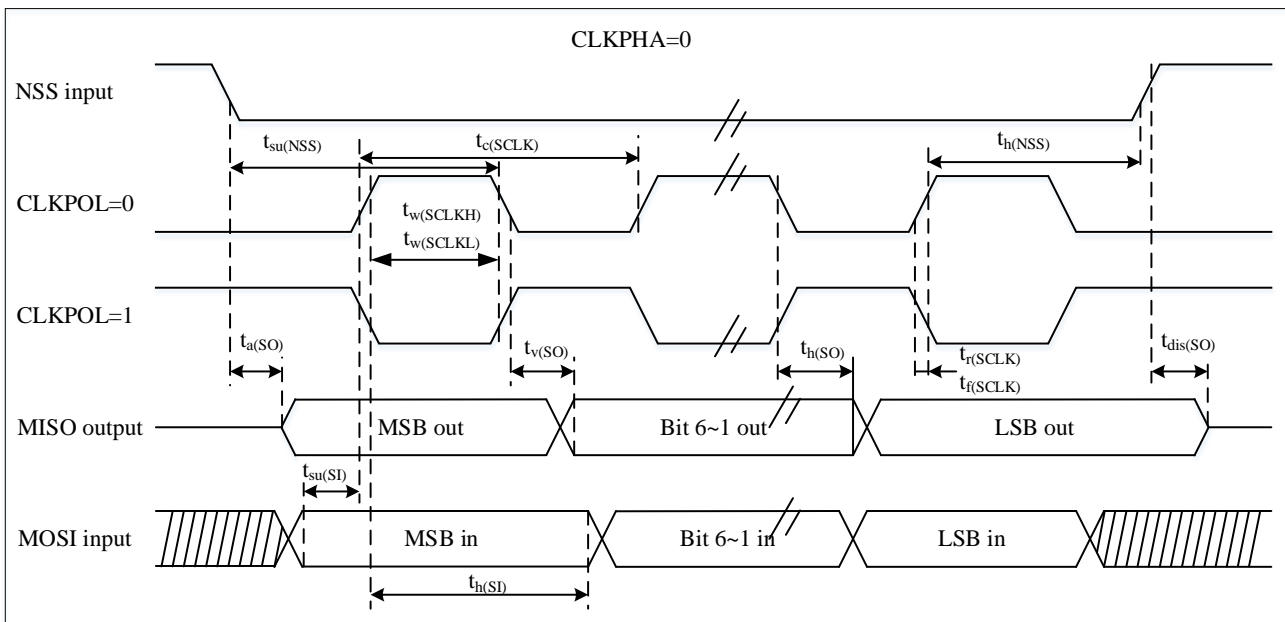 CLKPHA=0
NSS input
tsu(NSS)
tc(SCLK)
th(NSS)
CLKPOL=0
tw(SCLKH)
tw(SCLKL)
CLKPOL=1
ta(SO)
tv(SO)
th(SO)
tr(SCLK)
tf(SCLK)
tdis(SO)
MISO output
MSB out
Bit 6~1 out
LSB out
tsu(SI)
MOSI input
MSB in
Bit 6~1 in
LSB in
th(SI)